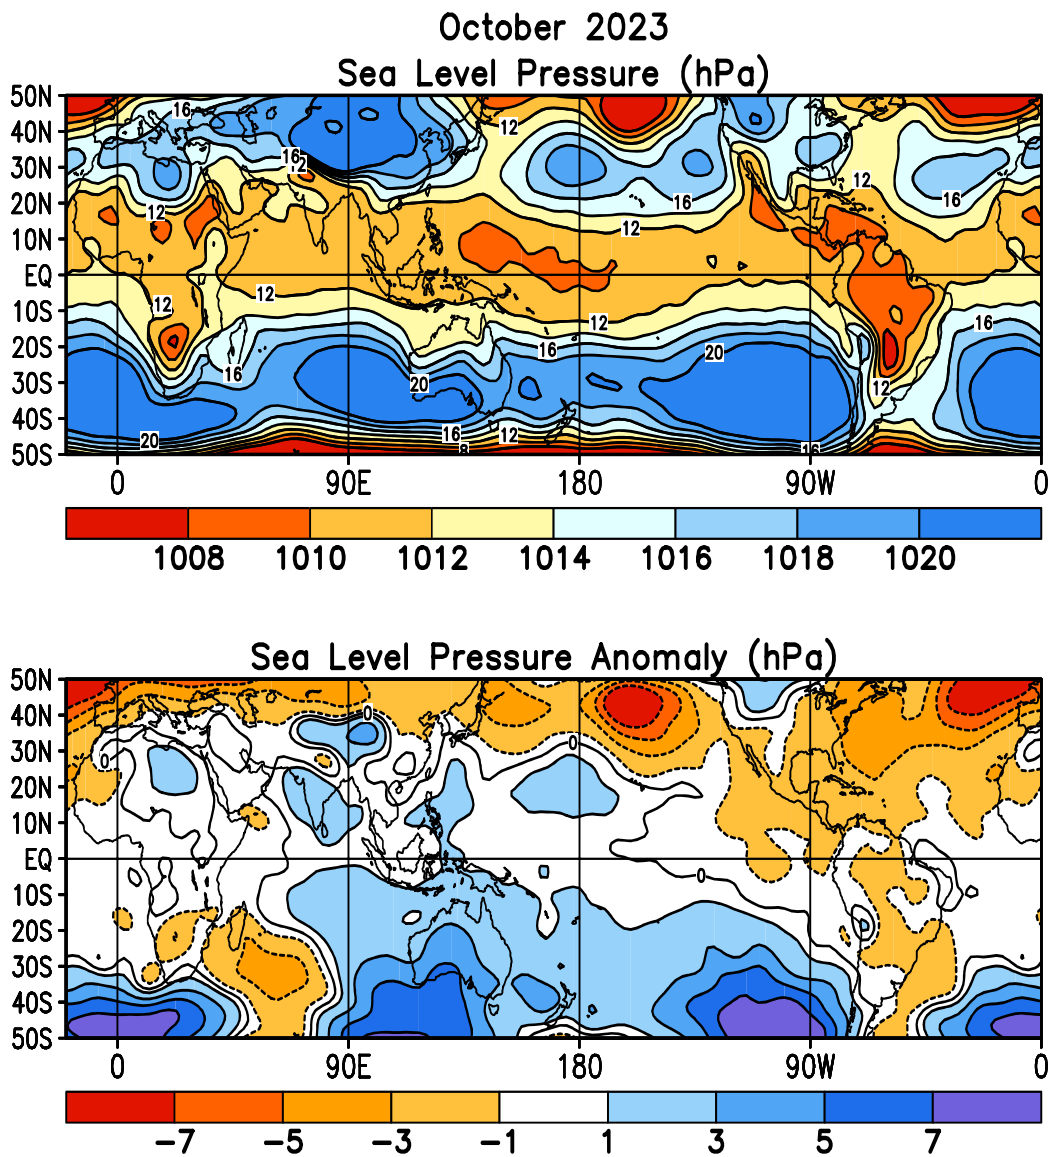 October 2023
Sea Level Pressure (hPa)
50N
40N
30N
20N
10N
EQ
10S
20S
30S
40S
50S
16
12
16
12
12
16
16
12
12
12
12
12
16
12
16
16
20
20
12
20
16
12
8
16
0 90E 180 90W 0
1008 1010 1012 1014 1016 1018 1020
Sea Level Pressure Anomaly (hPa)
50N
40N
30N
20N
10N
EQ
10S
20S
30S
40S
50S
0
0
0
0
0 90E 180 90W 0
−7 −5 −3 −1 1 3 5 7